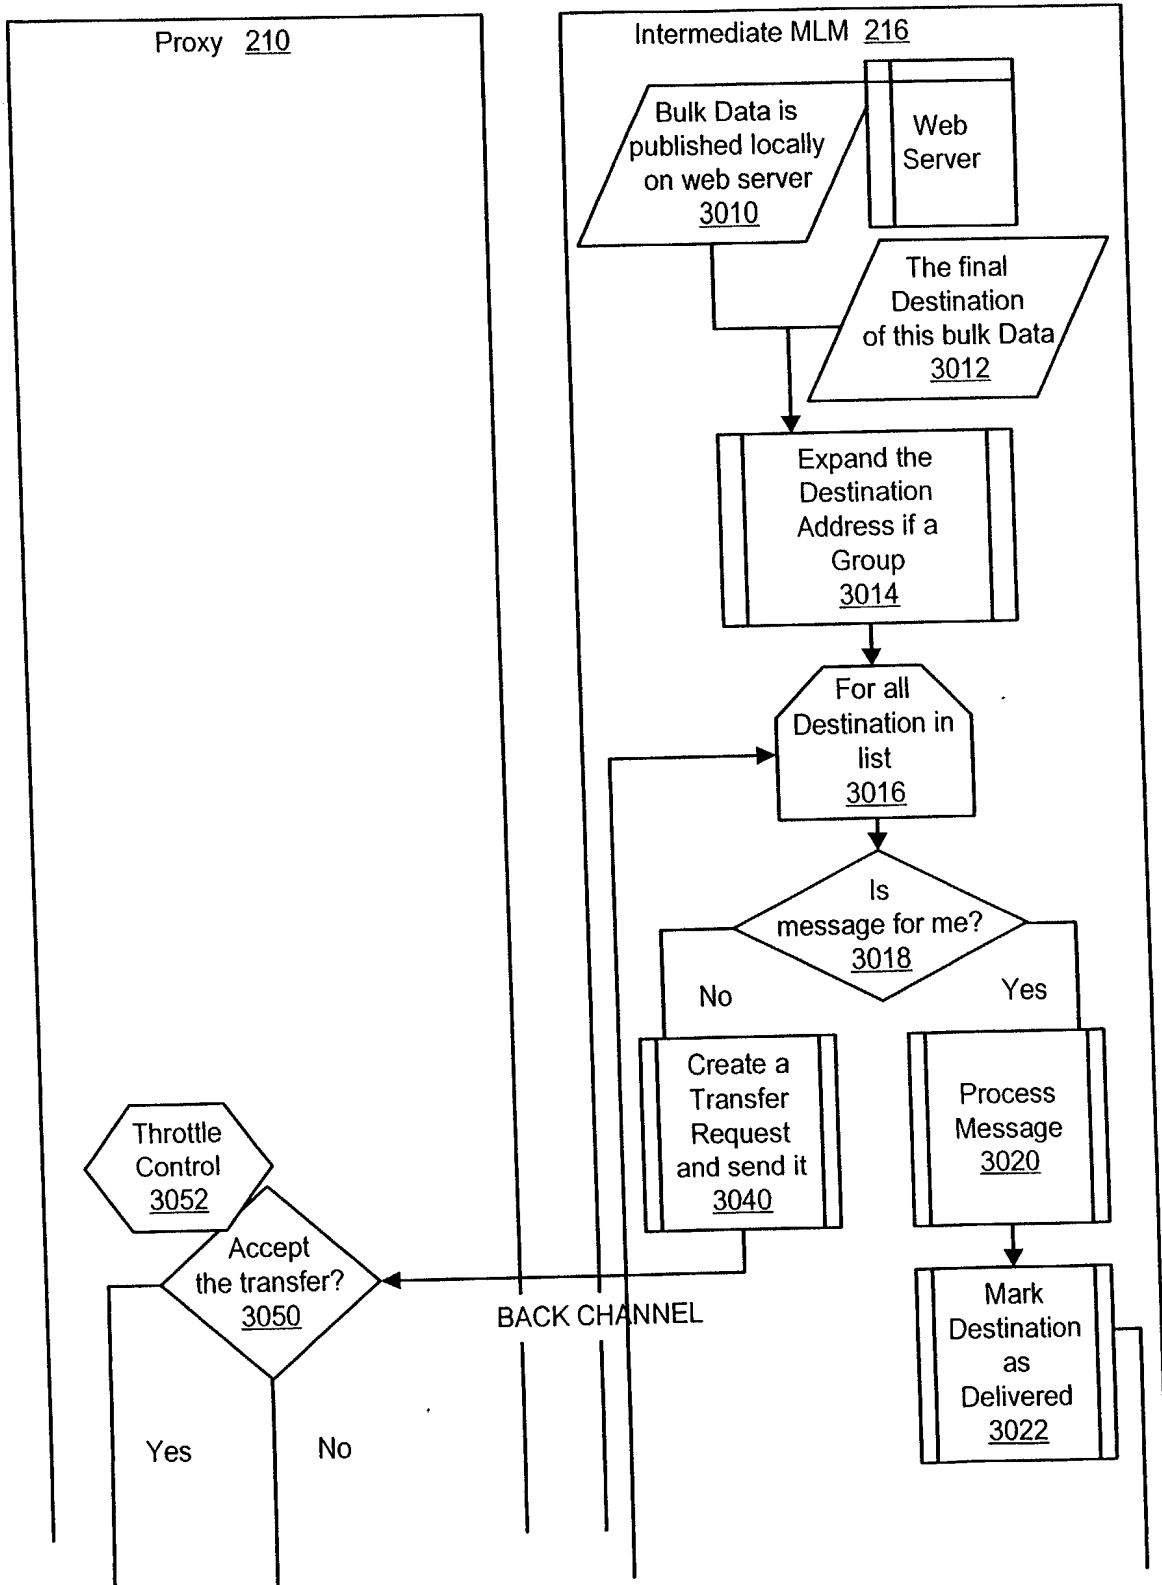 Proxy 210
Intermediate MLM 216
Bulk Data is
published locally
on web server
3010
Web
Server
The final
Destination
of this bulk Data
3012
Expand the
Destination
Address if a
Group
3014
For all
Destination in
list
3016
Is
message for me?
3018
No
Yes
Create a
Transfer
Request
and send it
3040
Process
Message
3020
Throttle
Control
3052
Accept
the transfer?
3050
BACK CHANNEL
Mark
Destination
as
Delivered
3022
Yes
No